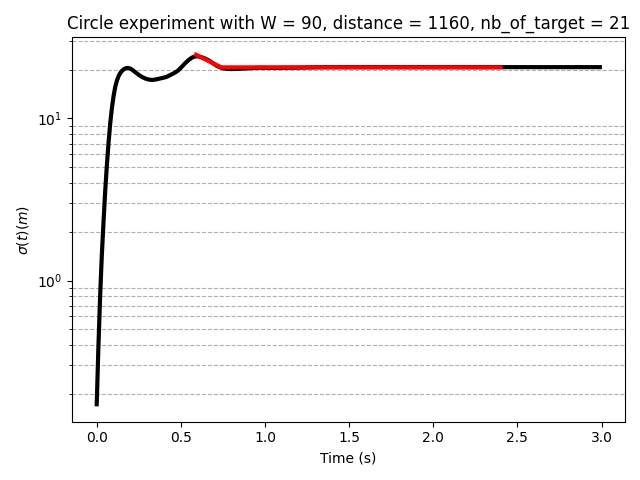 Circle experiment with W = 90, distance = 1160, nb_of_target = 21
σ(t)(m)
10¹
10⁰
0.0 0.5 1.0 1.5 2.0 2.5 3.0
Time (s)